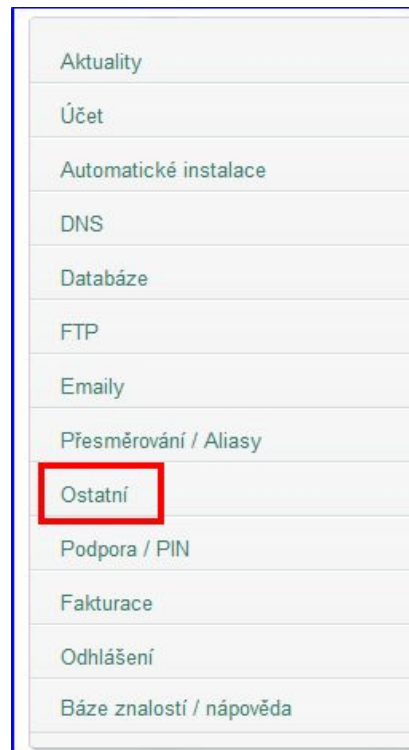 Aktuality
Účet
Automatické instalace
DNS
Databáze
FTP
Emaily
Přesměrování / Aliasy
Ostatní
Podpora / PIN
Fakturace
Odhlášení
Báze znalostí / nápověda